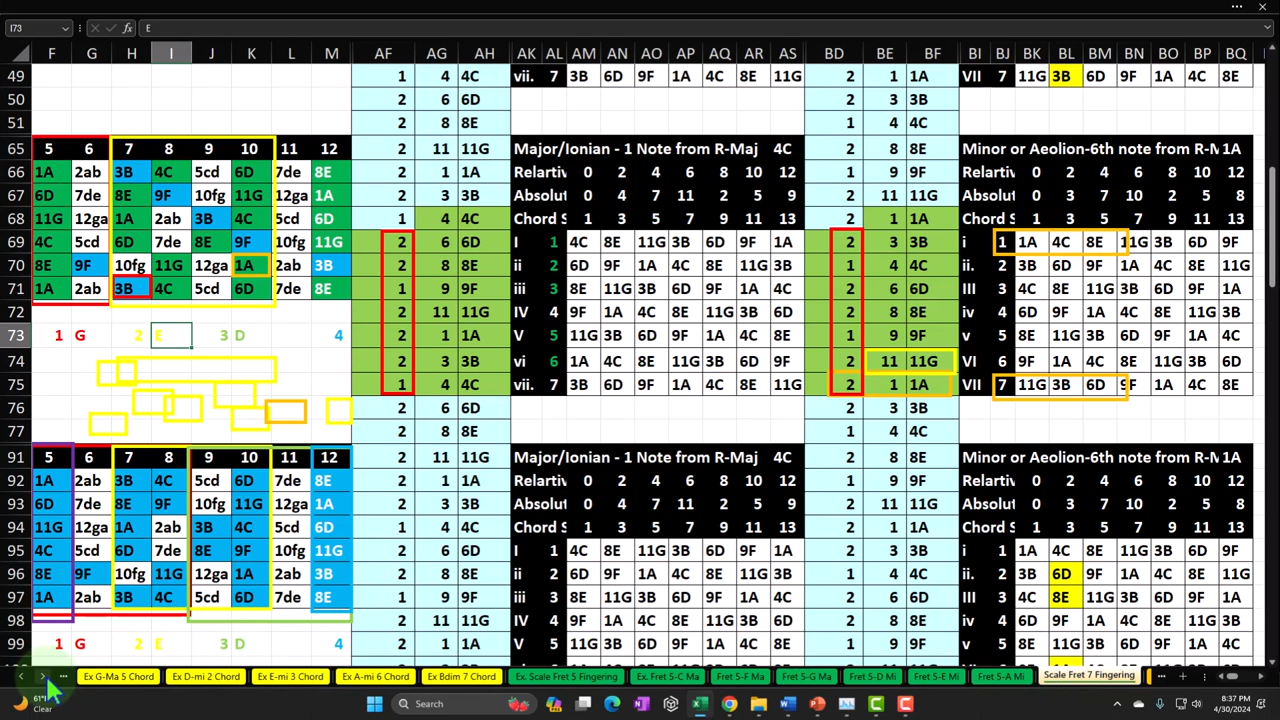 I73 E
F G H I J K L M AF AG AH AK AL AM AN AO AP AQ AR AS BD BE BF BI BJ BK BL BM BN BO BP BQ
49 1 4 4C vii. 7 3B 6D 9F 1A 4C 8E 11G 2 1 1A VII 7 11G 3B 6D 9F 1A 4C 8E
50 2 6 6D 2 3 3B
51 2 8 8E 1 4 4C
65 5 6 7 8 9 10 11 12 2 11 11G Major/Ionian - 1 Note from R-Maj 4C 2 8 8E Minor or Aeolion-6th note from R-M 1A
66 1A 2ab 3B 4C 5cd 6D 7de 8E 2 1 1A Relartiv 0 2 4 6 8 10 12 1 9 9F Relartiv 0 2 4 6 8 10 12
67 6D 7de 8E 9F 10fg 11G 12ga 1A 2 3 3B Absolut 0 4 7 11 2 5 9 2 11 11G Absolut 0 3 7 10 2 5 8
68 11G 12ga 1A 2ab 3B 4C 5cd 6D 1 4 4C Chord S 1 3 5 7 9 11 13 2 1 1A Chord S 1 3 5 7 9 11 13
69 4C 5cd 6D 7de 8E 9F 10fg 11G 2 6 6D I 1 4C 8E 11G 3B 6D 9F 1A 2 3 3B i 1 1A 4C 8E 11G 3B 6D 9F
70 8E 9F 10fg 11G 12ga 1A 2ab 3B 2 8 8E ii 2 6D 9F 1A 4C 8E 11G 3B 1 4 4C ii. 2 3B 6D 9F 1A 4C 8E 11G
71 1A 2ab 3B 4C 5cd 6D 7de 8E 1 9 9F iii 3 8E 11G 3B 6D 9F 1A 4C 2 6 6D III 3 4C 8E 11G 3B 6D 9F 1A
72 2 11 11G IV 4 9F 1A 4C 8E 11G 3B 6D 2 8 8E iv 4 6D 9F 1A 4C 8E 11G 3B
73 1 G 2 E 3 D 4 2 1 1A V 5 11G 3B 6D 9F 1A 4C 8E 1 9 9F v 5 8E 11G 3B 6D 9F 1A 4C
74 2 3 3B vi 6 1A 4C 8E 11G 3B 6D 9F 2 11 11G VI 6 9F 1A 4C 8E 11G 3B 6D
75 1 4 4C vii. 7 3B 6D 9F 1A 4C 8E 11G 2 1 1A VII 7 11G 3B 6D 9F 1A 4C 8E
76 2 6 6D 2 3 3B
77 2 8 8E 1 4 4C
91 5 6 7 8 9 10 11 12 2 11 11G Major/Ionian - 1 Note from R-Maj 4C 2 8 8E Minor or Aeolion-6th note from R-M 1A
92 1A 2ab 3B 4C 5cd 6D 7de 8E 2 1 1A Relartiv 0 2 4 6 8 10 12 1 9 9F Relartiv 0 2 4 6 8 10 12
93 6D 7de 8E 9F 10fg 11G 12ga 1A 2 3 3B Absolut 0 4 7 11 2 5 9 2 11 11G Absolut 0 3 7 10 2 5 8
94 11G 12ga 1A 2ab 3B 4C 5cd 6D 1 4 4C Chord S 1 3 5 7 9 11 13 2 1 1A Chord S 1 3 5 7 9 11 13
95 4C 5cd 6D 7de 8E 9F 10fg 11G 2 6 6D I 1 4C 8E 11G 3B 6D 9F 1A 2 3 3B i 1 1A 4C 8E 11G 3B 6D 9F
96 8E 9F 10fg 11G 12ga 1A 2ab 3B 2 8 8E ii 2 6D 9F 1A 4C 8E 11G 3B 1 4 4C ii. 2 3B 6D 9F 1A 4C 8E 11G
97 1A 2ab 3B 4C 5cd 6D 7de 8E 1 9 9F iii 3 8E 11G 3B 6D 9F 1A 4C 2 6 6D III 3 4C 8E 11G 3B 6D 9F 1A
98 2 11 11G IV 4 9F 1A 4C 8E 11G 3B 6D 2 8 8E iv 4 6D 9F 1A 4C 8E 11G 3B
99 1 G 2 E 3 D 4 2 1 1A V 5 11G 3B 6D 9F 1A 4C 8E 1 9 9F v 5 8E 11G 3B 6D 9F 1A 4C
Ex G-Ma 5 Chord Ex D-mi 2 Chord Ex E-mi 3 Chord Ex A-mi 6 Chord Ex Bdim 7 Chord Ex. Scale Fret 5 Fingering Ex. Fret 5-C Ma Fret 5-F Ma Fret 5-G Ma Fret 5-D Mi Fret 5-E Mi Fret 5-A Mi Scale Fret 7 Fingering
Clear Search 8:37 PM
4/30/2024